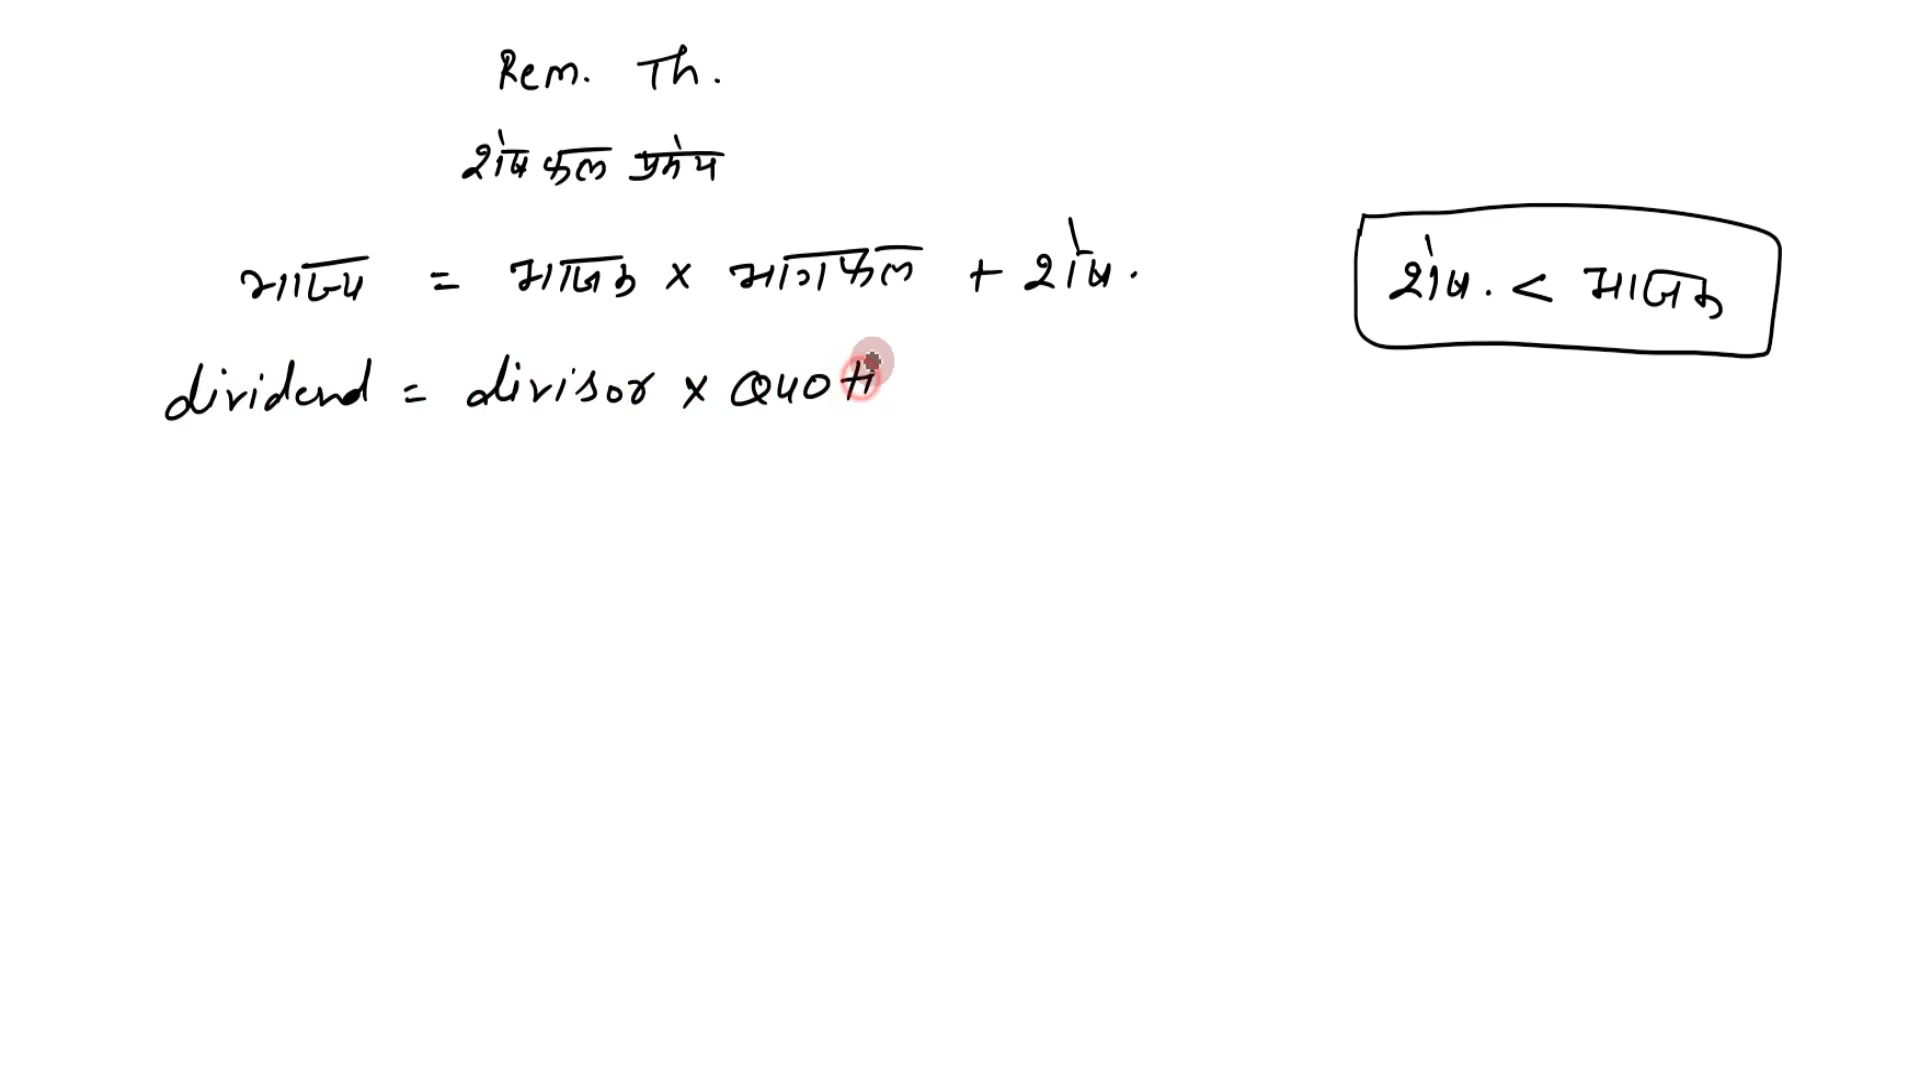 Rem. Th.
शेषफल प्रमेय
भाज्य = भाजक × भागफल + शेष.
शेष. < भाजक
dividend = divisor × Quoti